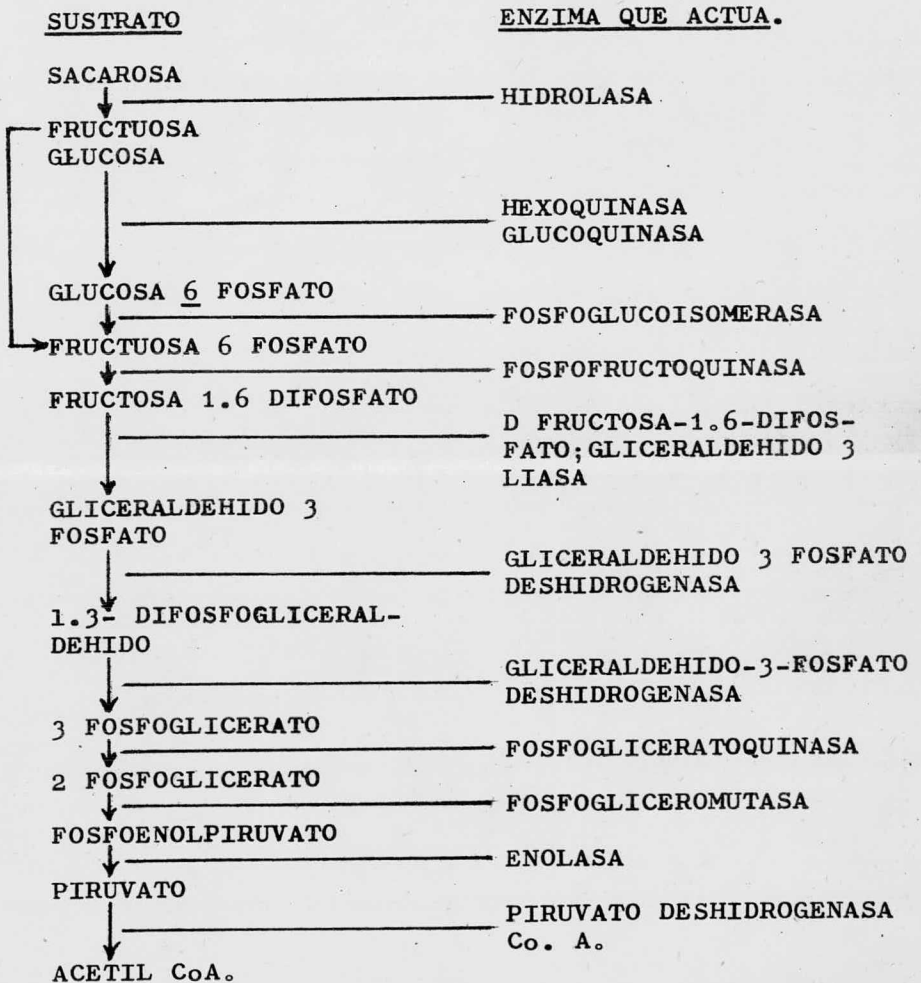 SUSTRATO ENZIMA QUE ACTUA.
SACAROSA
HIDROLASA
FRUCTUOSA
GLUCOSA
HEXOQUINASA
GLUCOQUINASA
GLUCOSA 6 FOSFATO
FOSFOGLUCOISOMERASA
FRUCTUOSA 6 FOSFATO
FOSFOFRUCTOQUINASA
FRUCTOSA 1.6 DIFOSFATO
D FRUCTOSA-1.6-DIFOS-
FATO;GLICERALDEHIDO 3
LIASA
GLICERALDEHIDO 3
FOSFATO
GLICERALDEHIDO 3 FOSFATO
DESHIDROGENASA
1.3- DIFOSFOGLICERAL-
DEHIDO
GLICERALDEHIDO-3-FOSFATO
DESHIDROGENASA
3 FOSFOGLICERATO
FOSFOGLICERATOQUINASA
2 FOSFOGLICERATO
FOSFOGLICEROMUTASA
FOSFOENOLPIRUVATO
ENOLASA
PIRUVATO
PIRUVATO DESHIDROGENASA
Co. A.
ACETIL CoA.